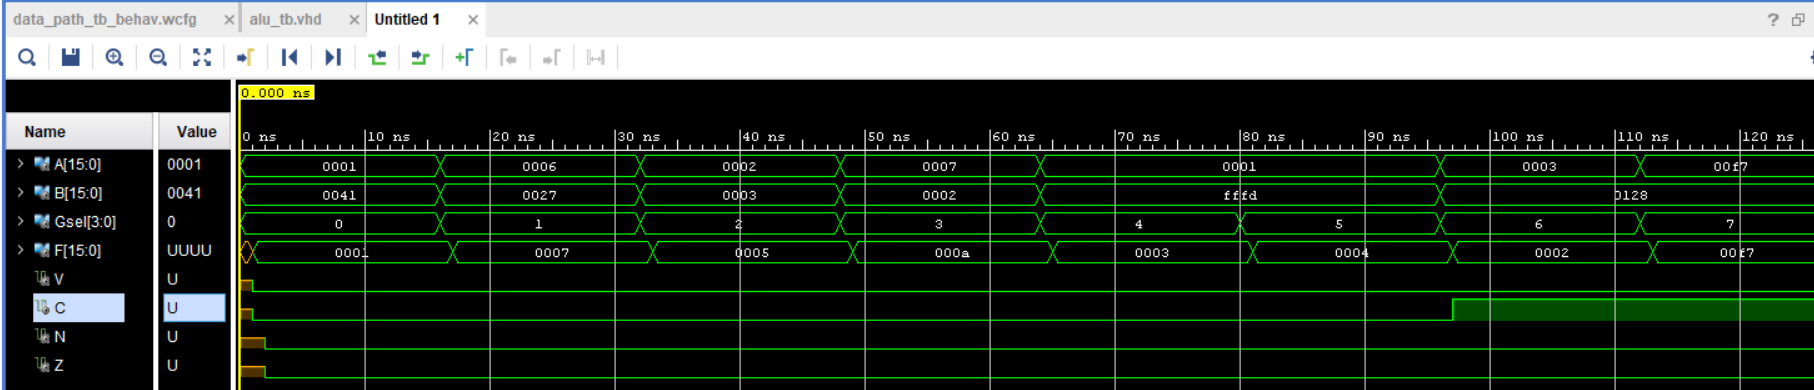 data_path_tb_behav.wcfg × alu_tb.vhd × Untitled 1 × ?
0.000 ns
Name Value 0 ns 10 ns 20 ns 30 ns 40 ns 50 ns 60 ns 70 ns 80 ns 90 ns 100 ns 110 ns 120 ns
A[15:0] 0001 0001 0006 0002 0007 0001 0003 00f7
B[15:0] 0041 0041 0027 0003 0002 fffd 0128
Gsel[3:0] 0 0 1 2 3 4 5 6 7
F[15:0] UUUU 0001 0007 0005 000a 0003 0004 0002 00f7
V U
C U
N U
Z U